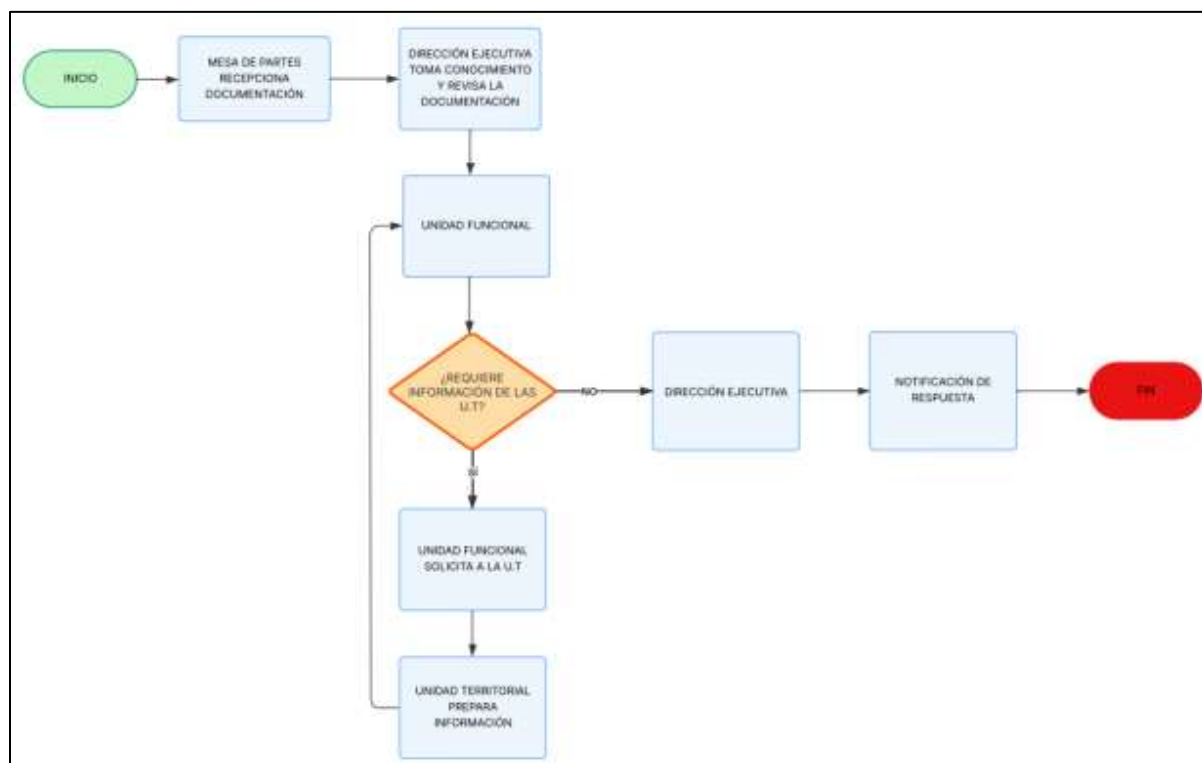 INICIO
MESA DE PARTES
RECEPCIONA
DOCUMENTACIÓN
DIRECCIÓN EJECUTIVA
TOMA CONOCIMIENTO
Y REVISA LA
DOCUMENTACIÓN
UNIDAD FUNCIONAL
¿REQUIERE
INFORMACIÓN DE LAS
U.T?
NO
DIRECCIÓN EJECUTIVA
NOTIFICACIÓN DE
RESPUESTA
FIN
SÍ
UNIDAD FUNCIONAL
SOLICITA A LA U.T
UNIDAD TERRITORIAL
PREPARA
INFORMACIÓN